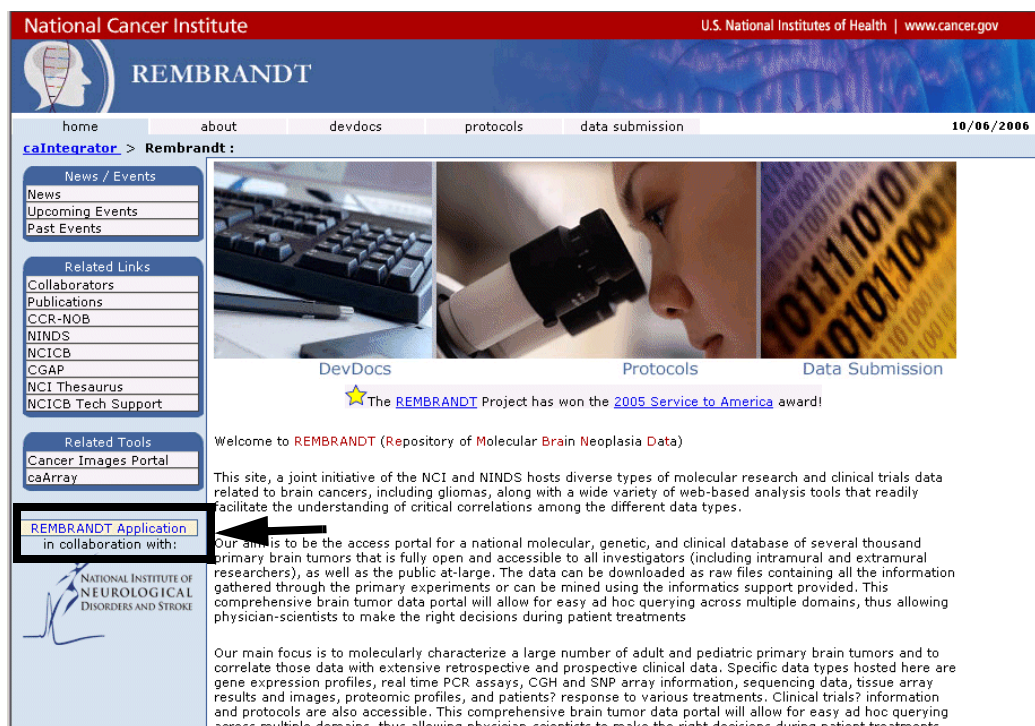 National Cancer Institute
U.S. National Institutes of Health | www.cancer.gov
REMBRANDT
home about devdocs protocols data submission 10/06/2006
caIntegrator > Rembrandt :
News / Events
News
Upcoming Events
Past Events
Related Links
Collaborators
Publications
CCR-NOB
NINDS
NCICB
CGAP
NCI Thesaurus
NCICB Tech Support
Related Tools
Cancer Images Portal
caArray
REMBRANDT Application
in collaboration with:
NATIONAL INSTITUTE OF
NEUROLOGICAL
DISORDERS AND STROKE
DevDocs Protocols Data Submission
The REMBRANDT Project has won the 2005 Service to America award!
Welcome to REMBRANDT (Repository of Molecular Brain Neoplasia Data)
This site, a joint initiative of the NCI and NINDS hosts diverse types of molecular research and clinical trials data
related to brain cancers, including gliomas, along with a wide variety of web-based analysis tools that readily
facilitate the understanding of critical correlations among the different data types.
Our aim is to be the access portal for a national molecular, genetic, and clinical database of several thousand
primary brain tumors that is fully open and accessible to all investigators (including intramural and extramural
researchers), as well as the public at-large. The data can be downloaded as raw files containing all the information
gathered through the primary experiments or can be mined using the informatics support provided. This
comprehensive brain tumor data portal will allow for easy ad hoc querying across multiple domains, thus allowing
physician-scientists to make the right decisions during patient treatments
Our main focus is to molecularly characterize a large number of adult and pediatric primary brain tumors and to
correlate those data with extensive retrospective and prospective clinical data. Specific data types hosted here are
gene expression profiles, real time PCR assays, CGH and SNP array information, sequencing data, tissue array
results and images, proteomic profiles, and patients? response to various treatments. Clinical trials? information
and protocols are also accessible. This comprehensive brain tumor data portal will allow for easy ad hoc querying
across multiple domains, thus allowing physician-scientists to make the right decisions during patient treatments